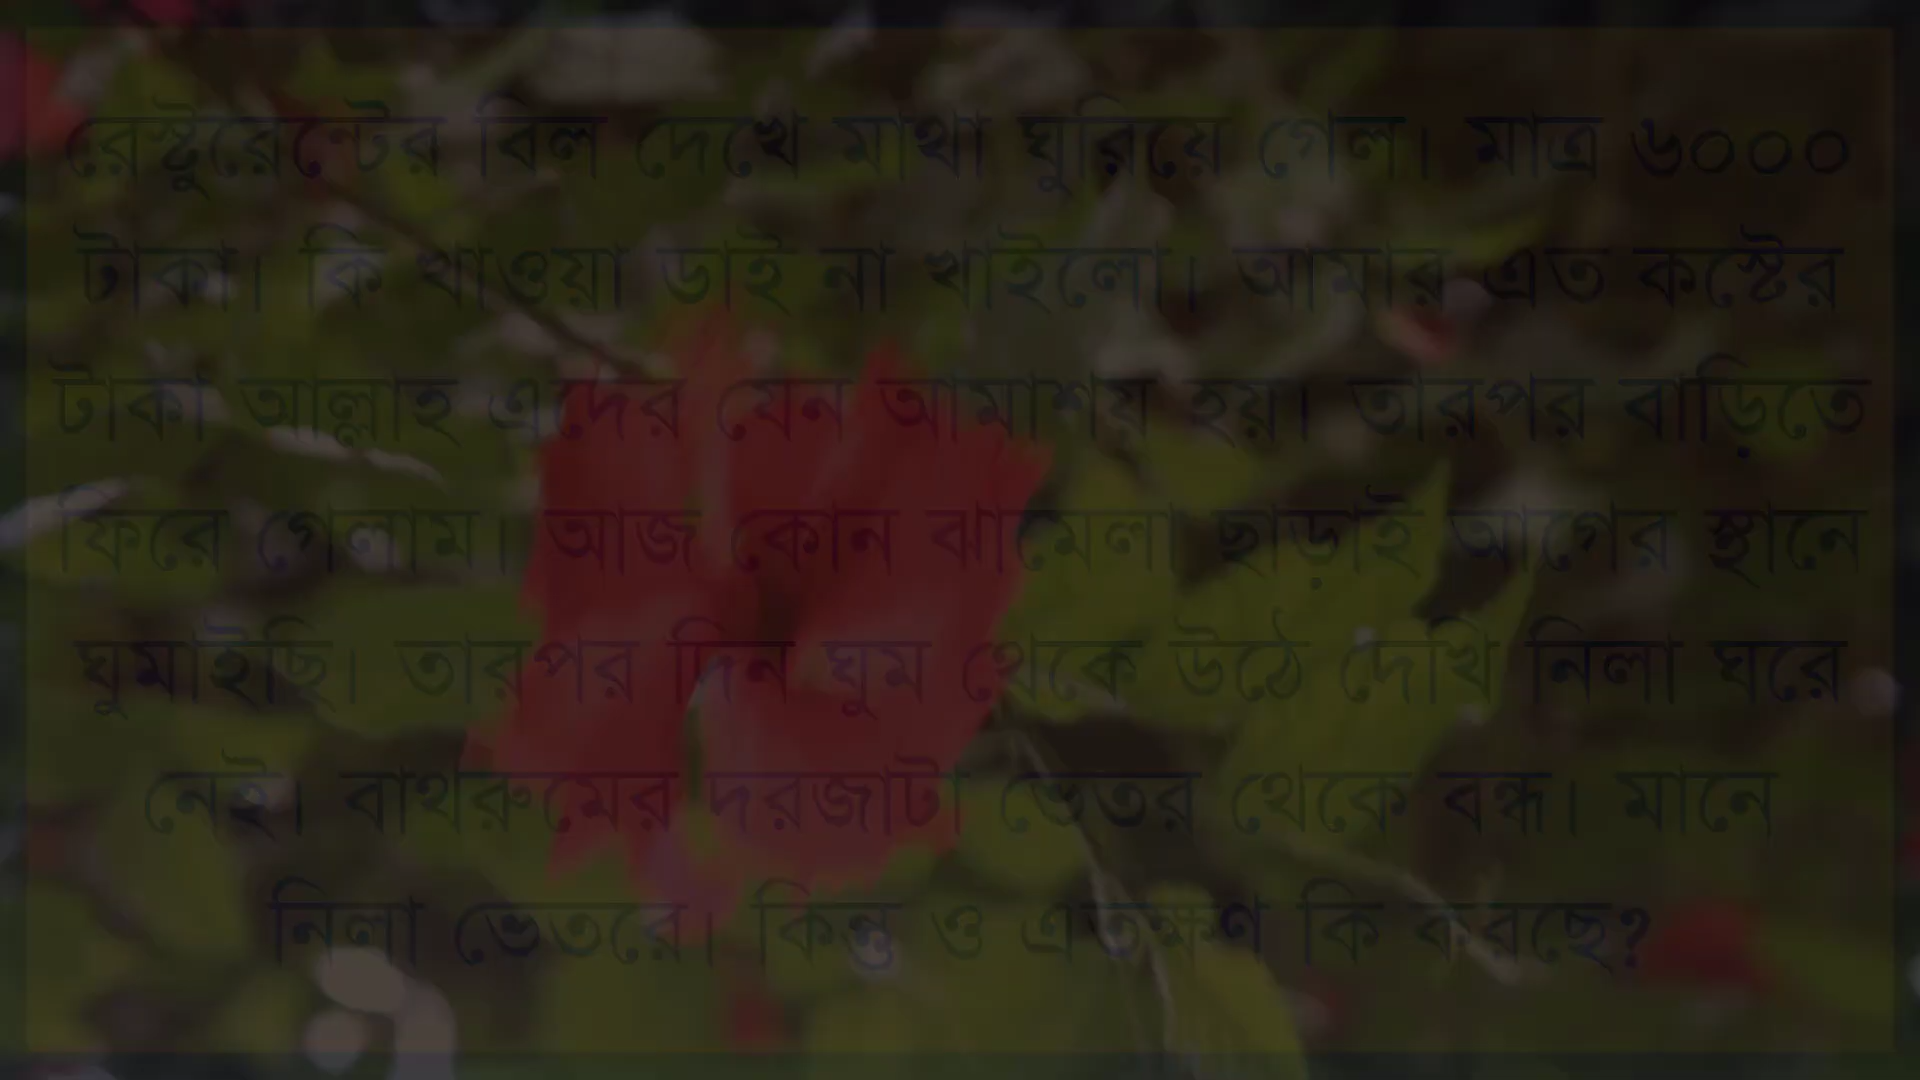 রেস্টুরেন্টের বিল দেখে মাথা ঘুরিয়ে গেল। মাত্র ৬০০০
টাকা। কি খাওয়া ডাই না খাইলো। আমার এত কস্টের
টাকা আল্লাহ এদের যেন আমাশয় হয়। তারপর বাড়িতে
ফিরে গেলাম। আজ কোন ঝামেলা ছাড়াই আগের স্থানে
ঘুমাইছি। তারপর দিন ঘুম থেকে উঠে দেখি নিলা ঘরে
নেই। বাথরুমের দরজাটা ভেতর থেকে বন্ধ। মানে
নিলা ভেতরে। কিন্তু ও এতক্ষণ কি করছে?